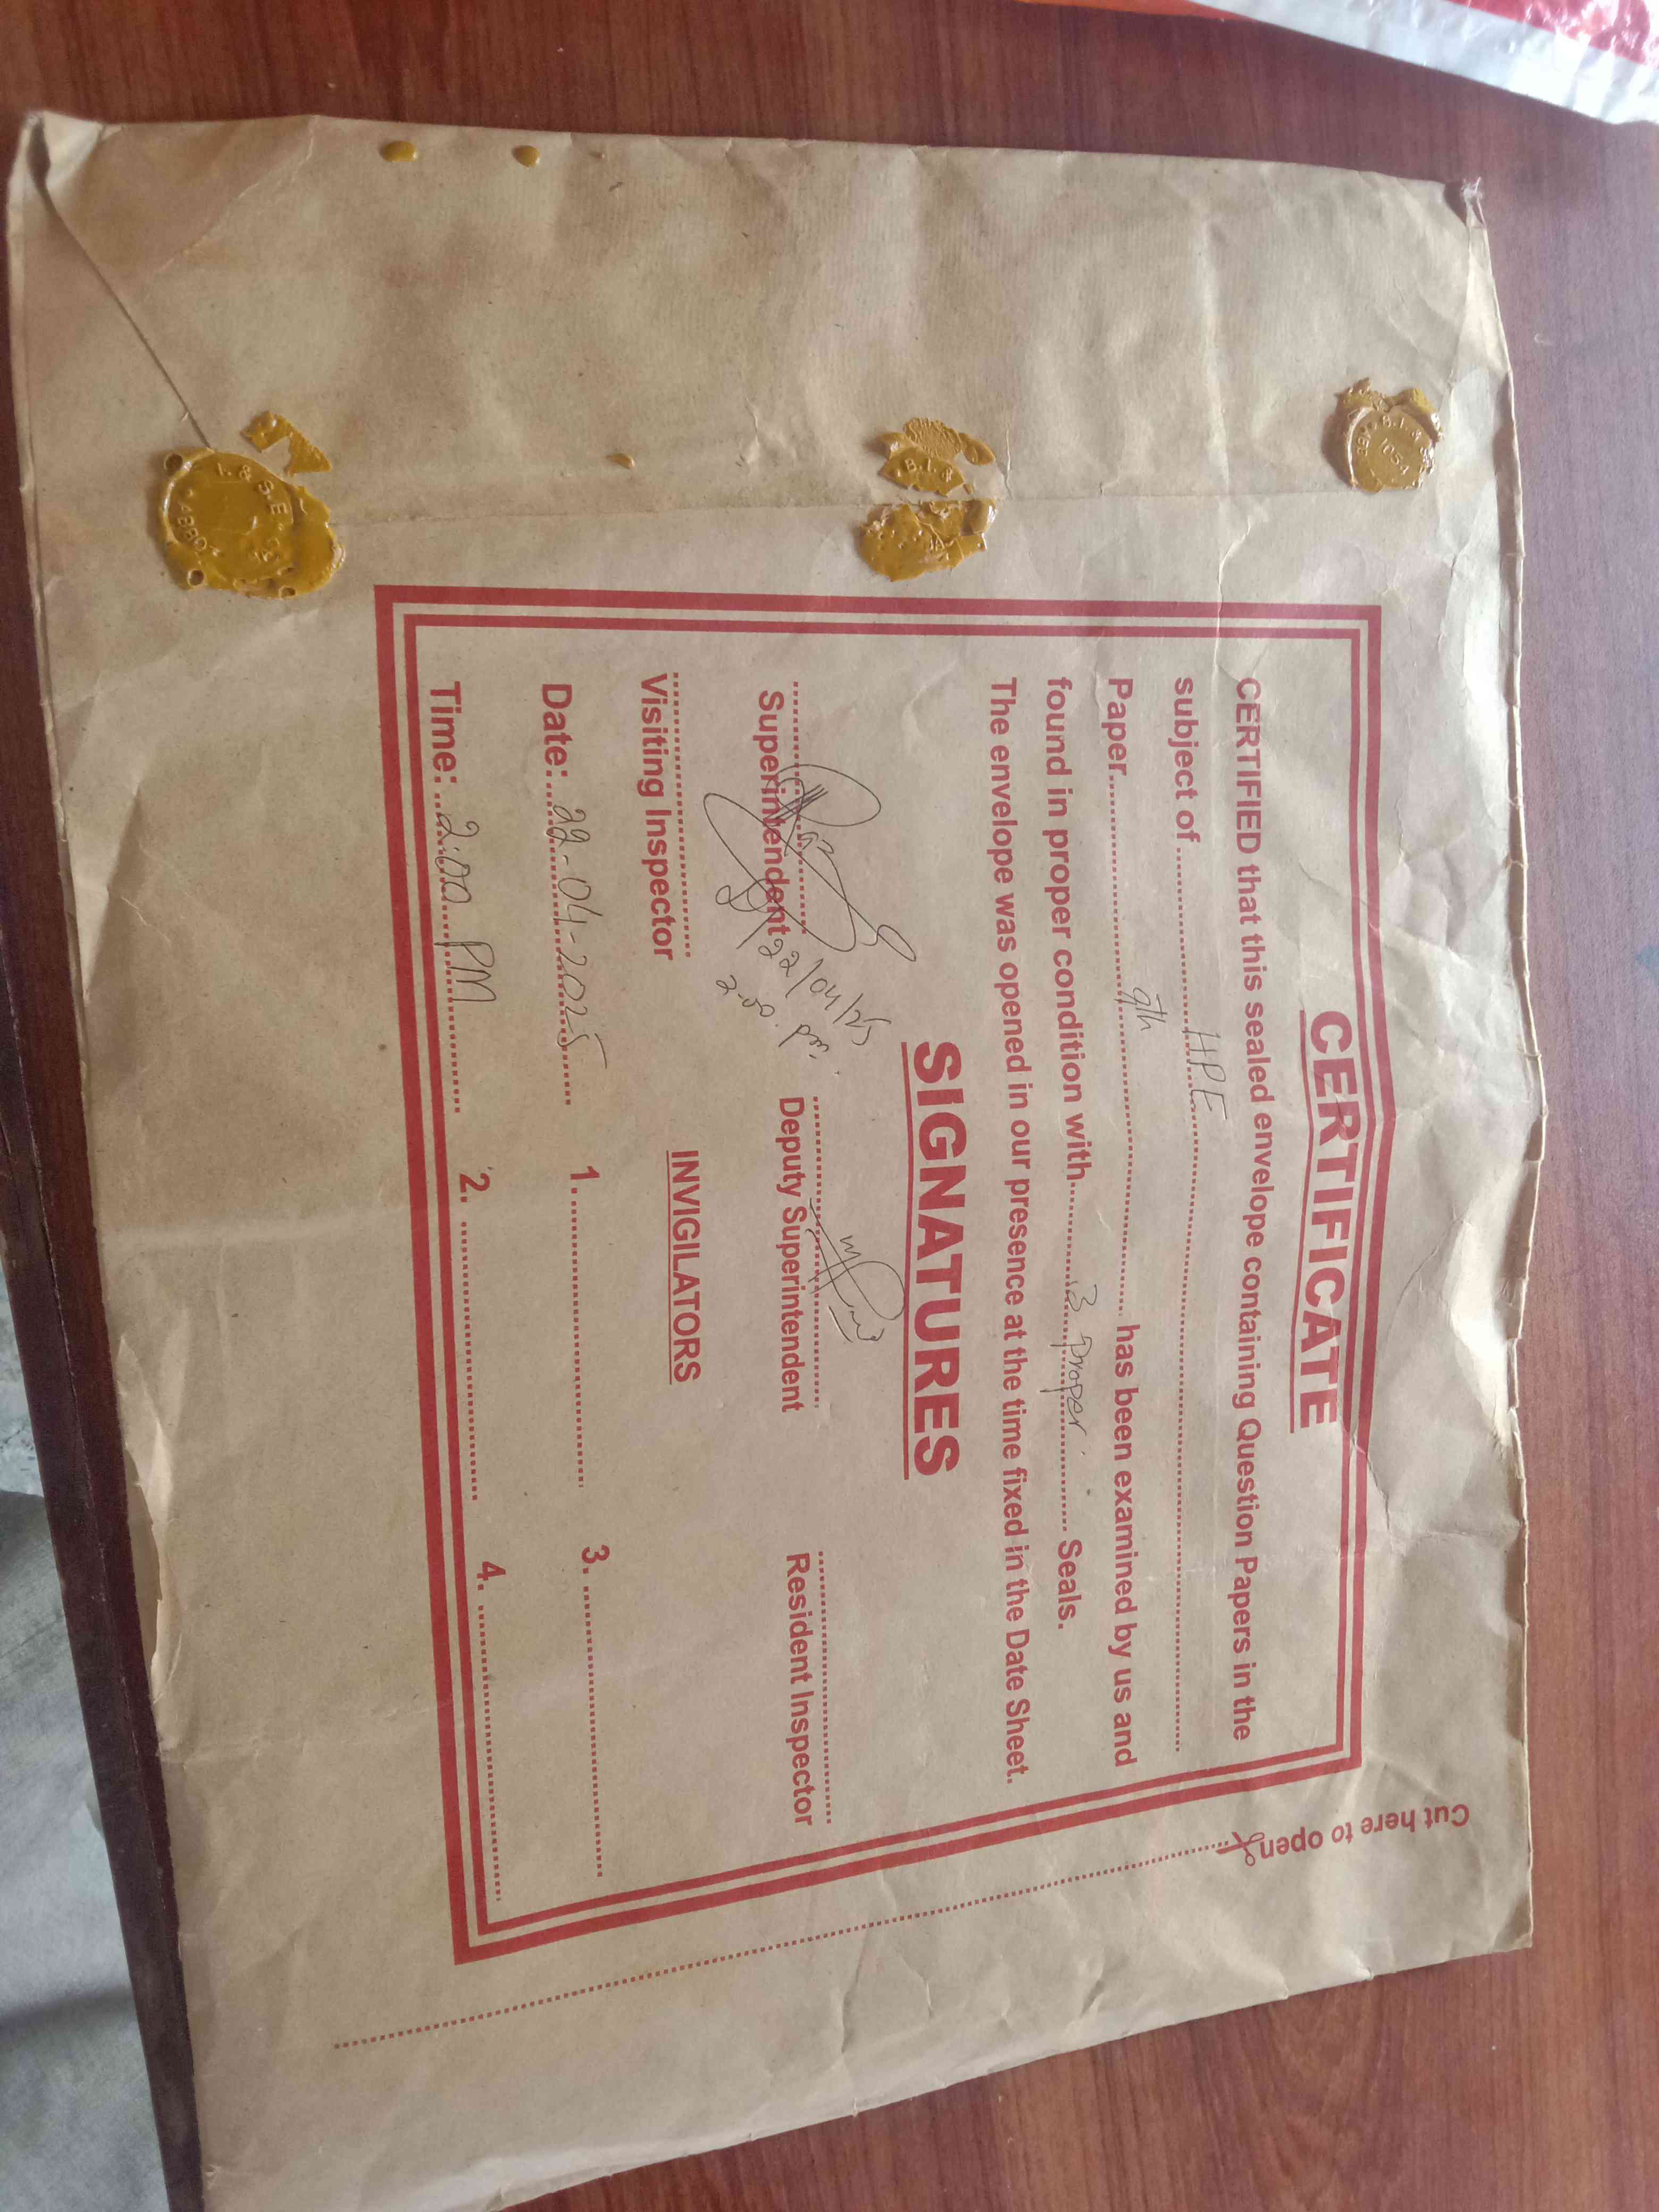 CERTIFICATE
CERTIFIED that this sealed envelope containing Question Papers in the
subject of.................HPE.................
Paper.................9th................. has been examined by us and
found in proper condition with............3 proper............ Seals.
The envelope was opened in our presence at the time fixed in the Date Sheet.
SIGNATURES
22/04/25
Superintendent
Deputy Superintendent
Resident Inspector
Visiting Inspector
INVIGILATORS
Date:....22-04-2025....
1.................
3.................
Time:...2:00 PM.........
2.................
4.................
Cut here to open
B.I. &
1054
B.I. &
I. & S.E
ABBOT